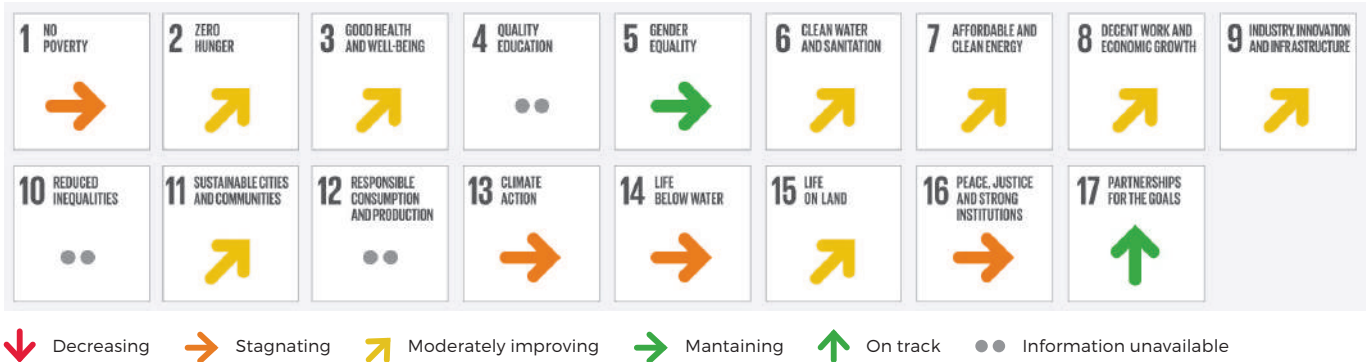 1 NO
POVERTY
2 ZERO
HUNGER
3 GOOD HEALTH
AND WELL-BEING
4 QUALITY
EDUCATION
5 GENDER
EQUALITY
6 CLEAN WATER
AND SANITATION
7 AFFORDABLE AND
CLEAN ENERGY
8 DECENT WORK AND
ECONOMIC GROWTH
9 INDUSTRY, INNOVATION
AND INFRASTRUCTURE
10 REDUCED
INEQUALITIES
11 SUSTAINABLE CITIES
AND COMMUNITIES
12 RESPONSIBLE
CONSUMPTION
AND PRODUCTION
13 CLIMATE
ACTION
14 LIFE
BELOW WATER
15 LIFE
ON LAND
16 PEACE, JUSTICE
AND STRONG
INSTITUTIONS
17 PARTNERSHIPS
FOR THE GOALS
Decreasing Stagnating Moderately improving Mantaining On track Information unavailable